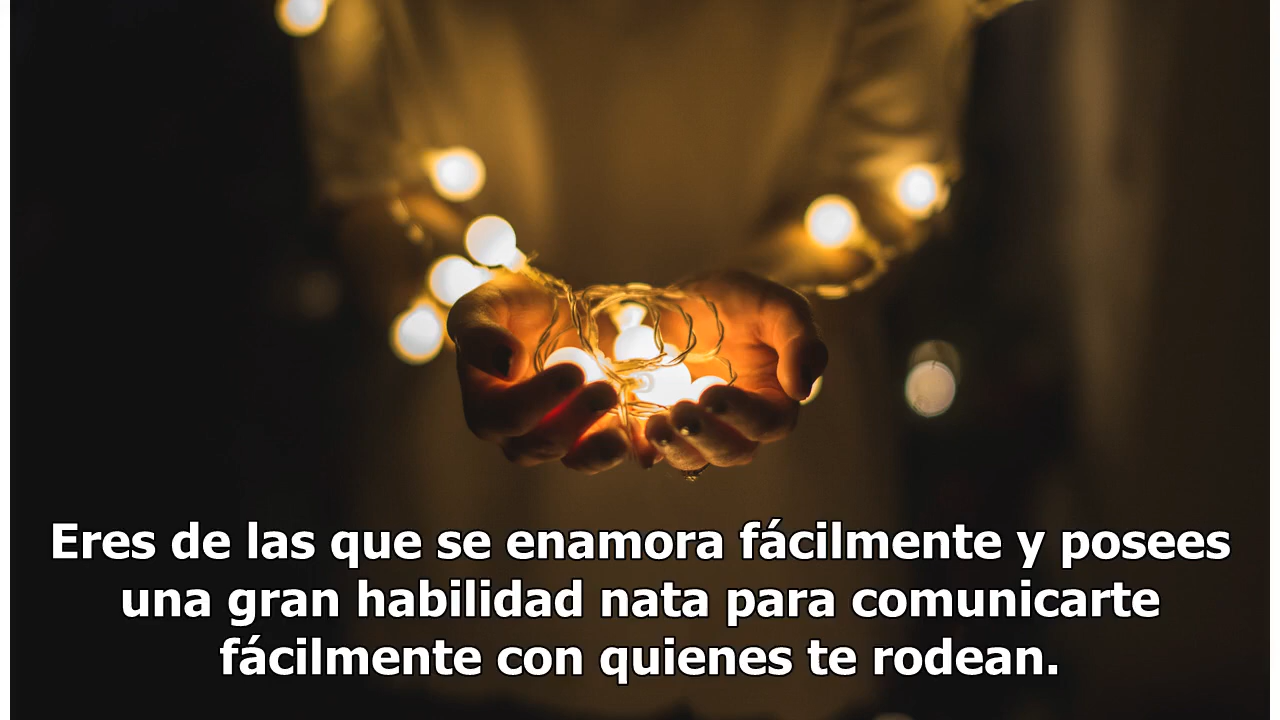 Eres de las que se enamora fácilmente y posees
una gran habilidad nata para comunicarte
fácilmente con quienes te rodean.